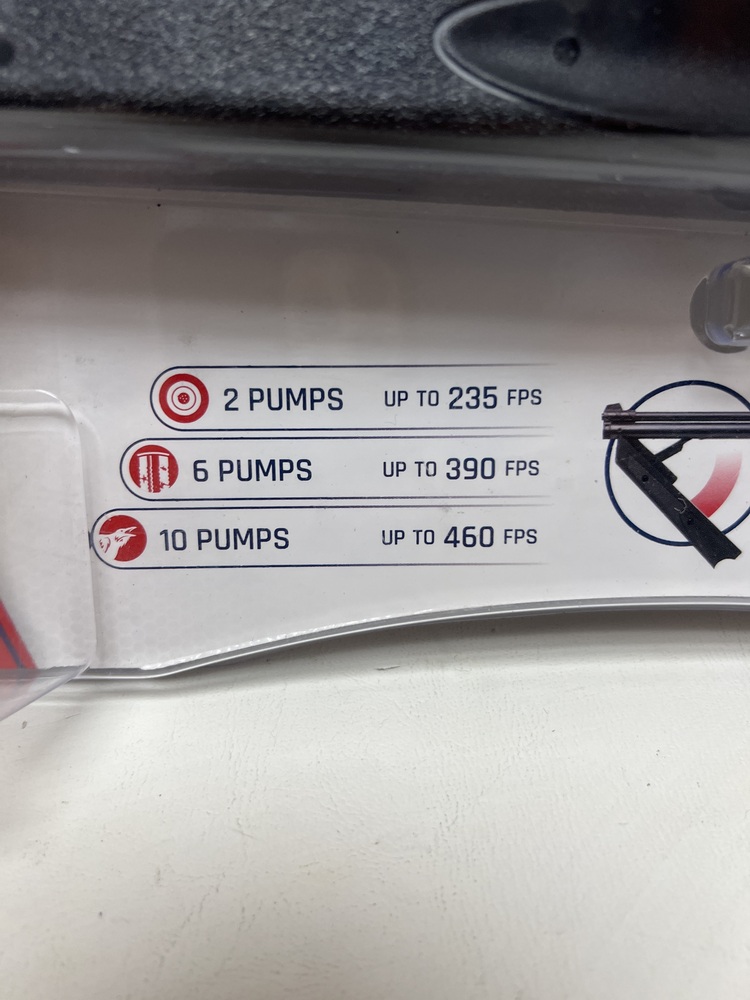 2 PUMPS UP TO 235 FPS
6 PUMPS UP TO 390 FPS
10 PUMPS UP TO 460 FPS